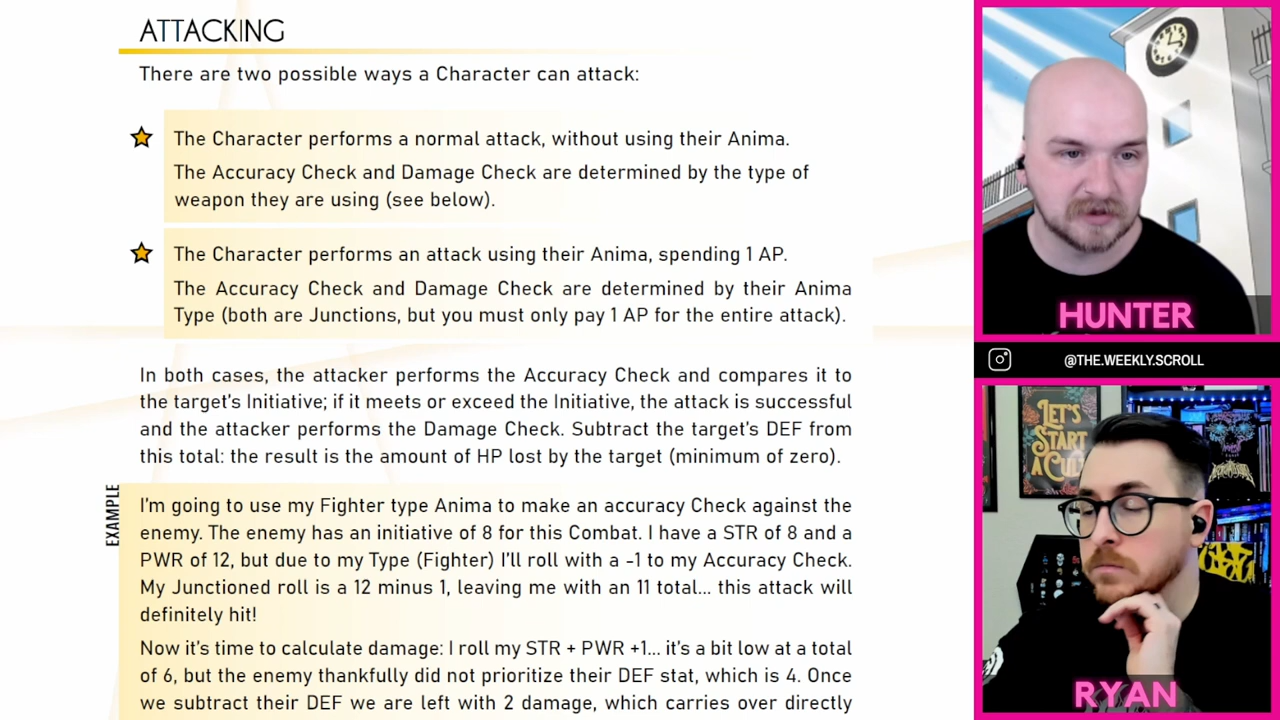 ATTACKING
There are two possible ways a Character can attack:
The Character performs a normal attack, without using their Anima.
The Accuracy Check and Damage Check are determined by the type of
weapon they are using (see below).
The Character performs an attack using their Anima, spending 1 AP.
The Accuracy Check and Damage Check are determined by their Anima
Type (both are Junctions, but you must only pay 1 AP for the entire attack).
In both cases, the attacker performs the Accuracy Check and compares it to
the target's Initiative; if it meets or exceed the Initiative, the attack is successful
and the attacker performs the Damage Check. Subtract the target's DEF from
this total: the result is the amount of HP lost by the target (minimum of zero).
EXAMPLE
I'm going to use my Fighter type Anima to make an accuracy Check against the
enemy. The enemy has an initiative of 8 for this Combat. I have a STR of 8 and a
PWR of 12, but due to my Type (Fighter) I'll roll with a -1 to my Accuracy Check.
My Junctioned roll is a 12 minus 1, leaving me with an 11 total... this attack will
definitely hit!
Now it's time to calculate damage: I roll my STR + PWR +1... it's a bit low at a total
of 6, but the enemy thankfully did not prioritize their DEF stat, which is 4. Once
we subtract their DEF we are left with 2 damage, which carries over directly
HUNTER
@THE.WEEKLY.SCROLL
LET'S
START
A CULT
RYAN